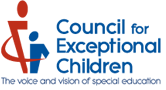 Council for
Exceptional
Children
The voice and vision of special education